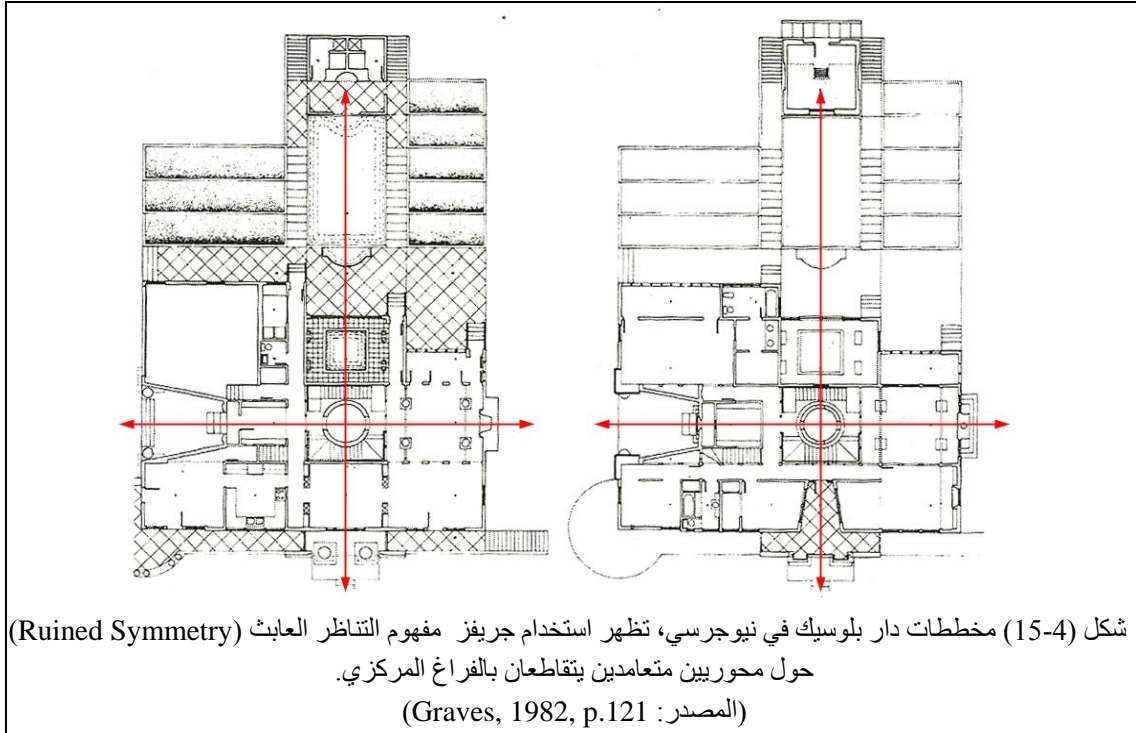 شكل (4-15) مخططات دار بلوسيك في نيوجرسي، تظهر استخدام جريفز مفهوم التناظر العابث (Ruined Symmetry)
حول محوريين متعامدين يتقاطعان بالفراغ المركزي.
(المصدر: Graves, 1982, p.121)